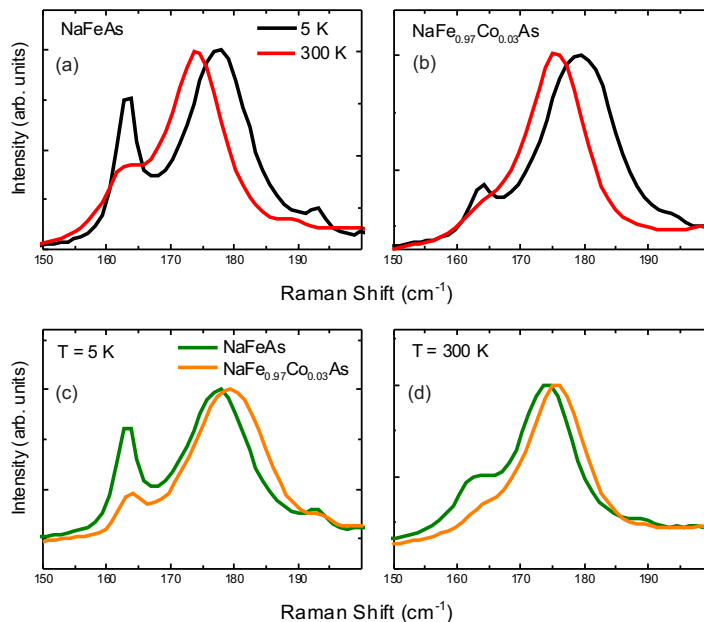 NaFeAs
5 K
300 K
(a)
Intensity (arb. units)
150 160 170 180 190
NaFe0.97Co0.03As
(b)
150 160 170 180 190
Raman Shift (cm-1)
T = 5 K
NaFeAs
NaFe0.97Co0.03As
(c)
Intensity (arb. units)
150 160 170 180 190
T = 300 K
(d)
150 160 170 180 190
Raman Shift (cm-1)